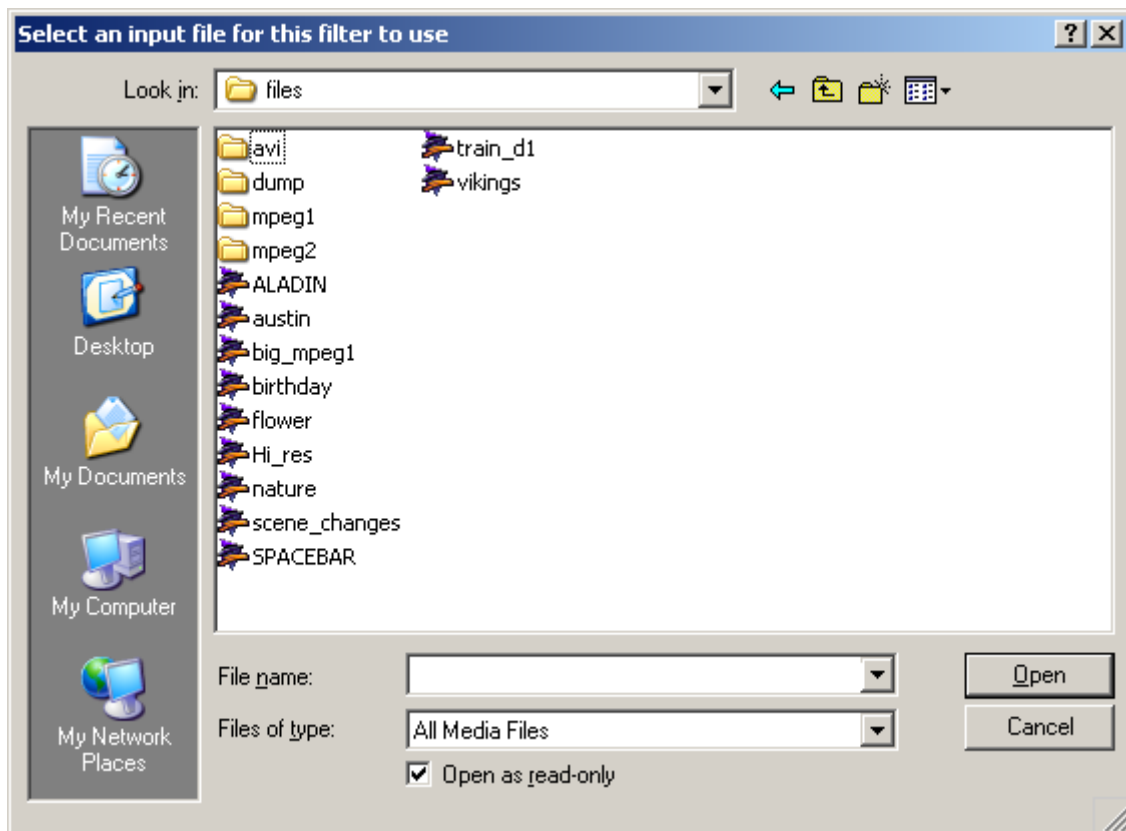 Select an input file for this filter to use
Look in:
files
My Recent
Documents
Desktop
My Documents
My Computer
My Network
Places
avi
dump
mpeg1
mpeg2
ALADIN
austin
big_mpeg1
birthday
flower
Hi_res
nature
scene_changes
SPACEBAR
train_d1
vikings
File name:
Open
Files of type:
All Media Files
Cancel
Open as read-only